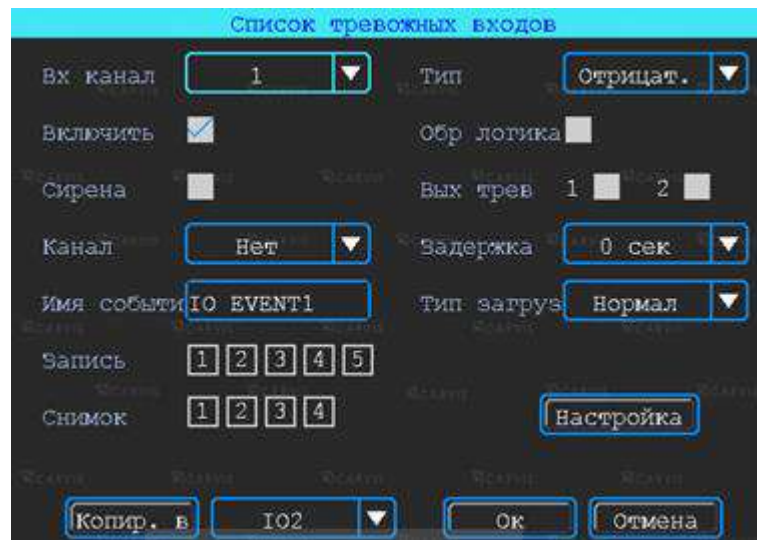 Список тревожных входов
Вх канал 1 Тип Отрицат.
Включить Обр логика
Сирена Вых трев 1 2
Канал Нет Задержка 0 сек
Имя событи IO EVENT1 Тип загруз Нормал
Запись 1 2 3 4 5
Снимок 1 2 3 4 Настройка
Копир. в IO2 Ок Отмена